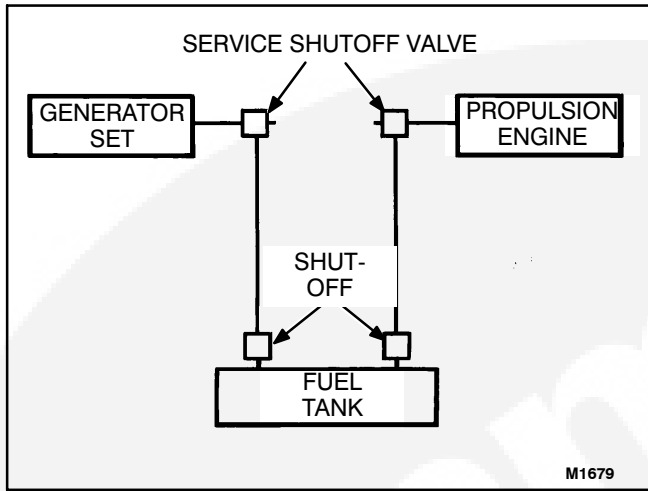 SERVICE SHUTOFF VALVE
GENERATOR
SET
PROPULSION
ENGINE
SHUT-
OFF
FUEL
TANK
M1679